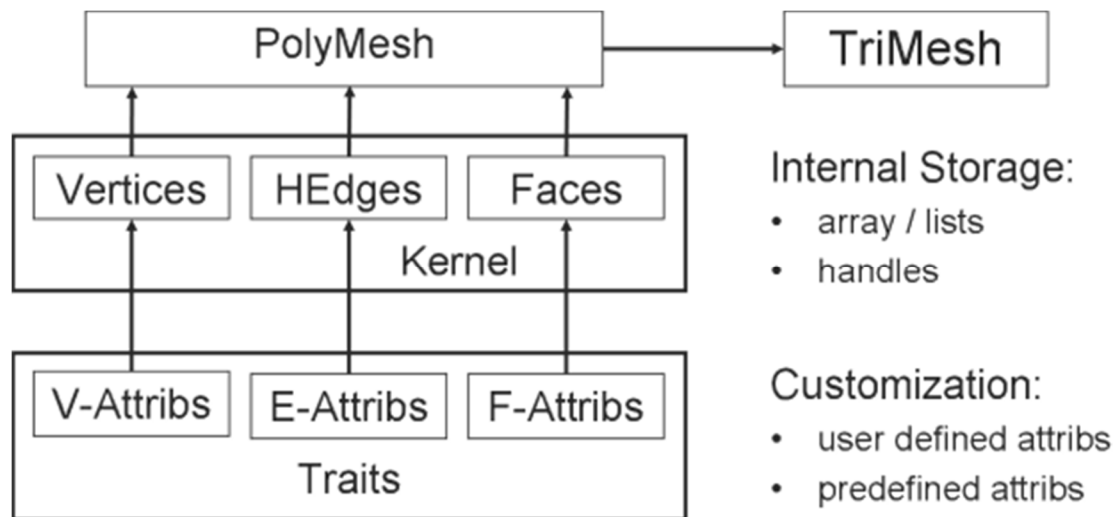 PolyMesh
TriMesh
Vertices
HEdges
Faces
Kernel
Internal Storage:
• array / lists
• handles
V-Attribs
E-Attribs
F-Attribs
Traits
Customization:
• user defined attribs
• predefined attribs